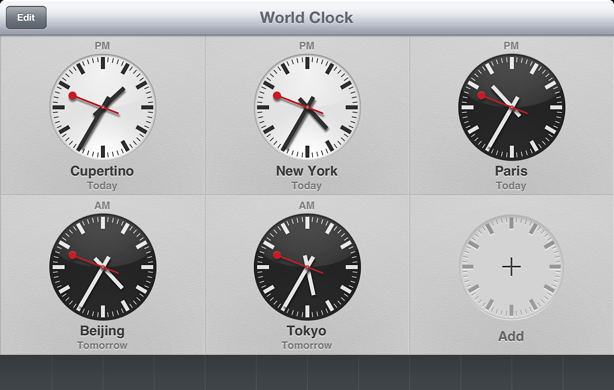 Edit
World Clock
PM
PM
PM
Cupertino
New York
Paris
Today
Today
Today
AM
AM
Beijing
Tokyo
Add
Tomorrow
Tomorrow